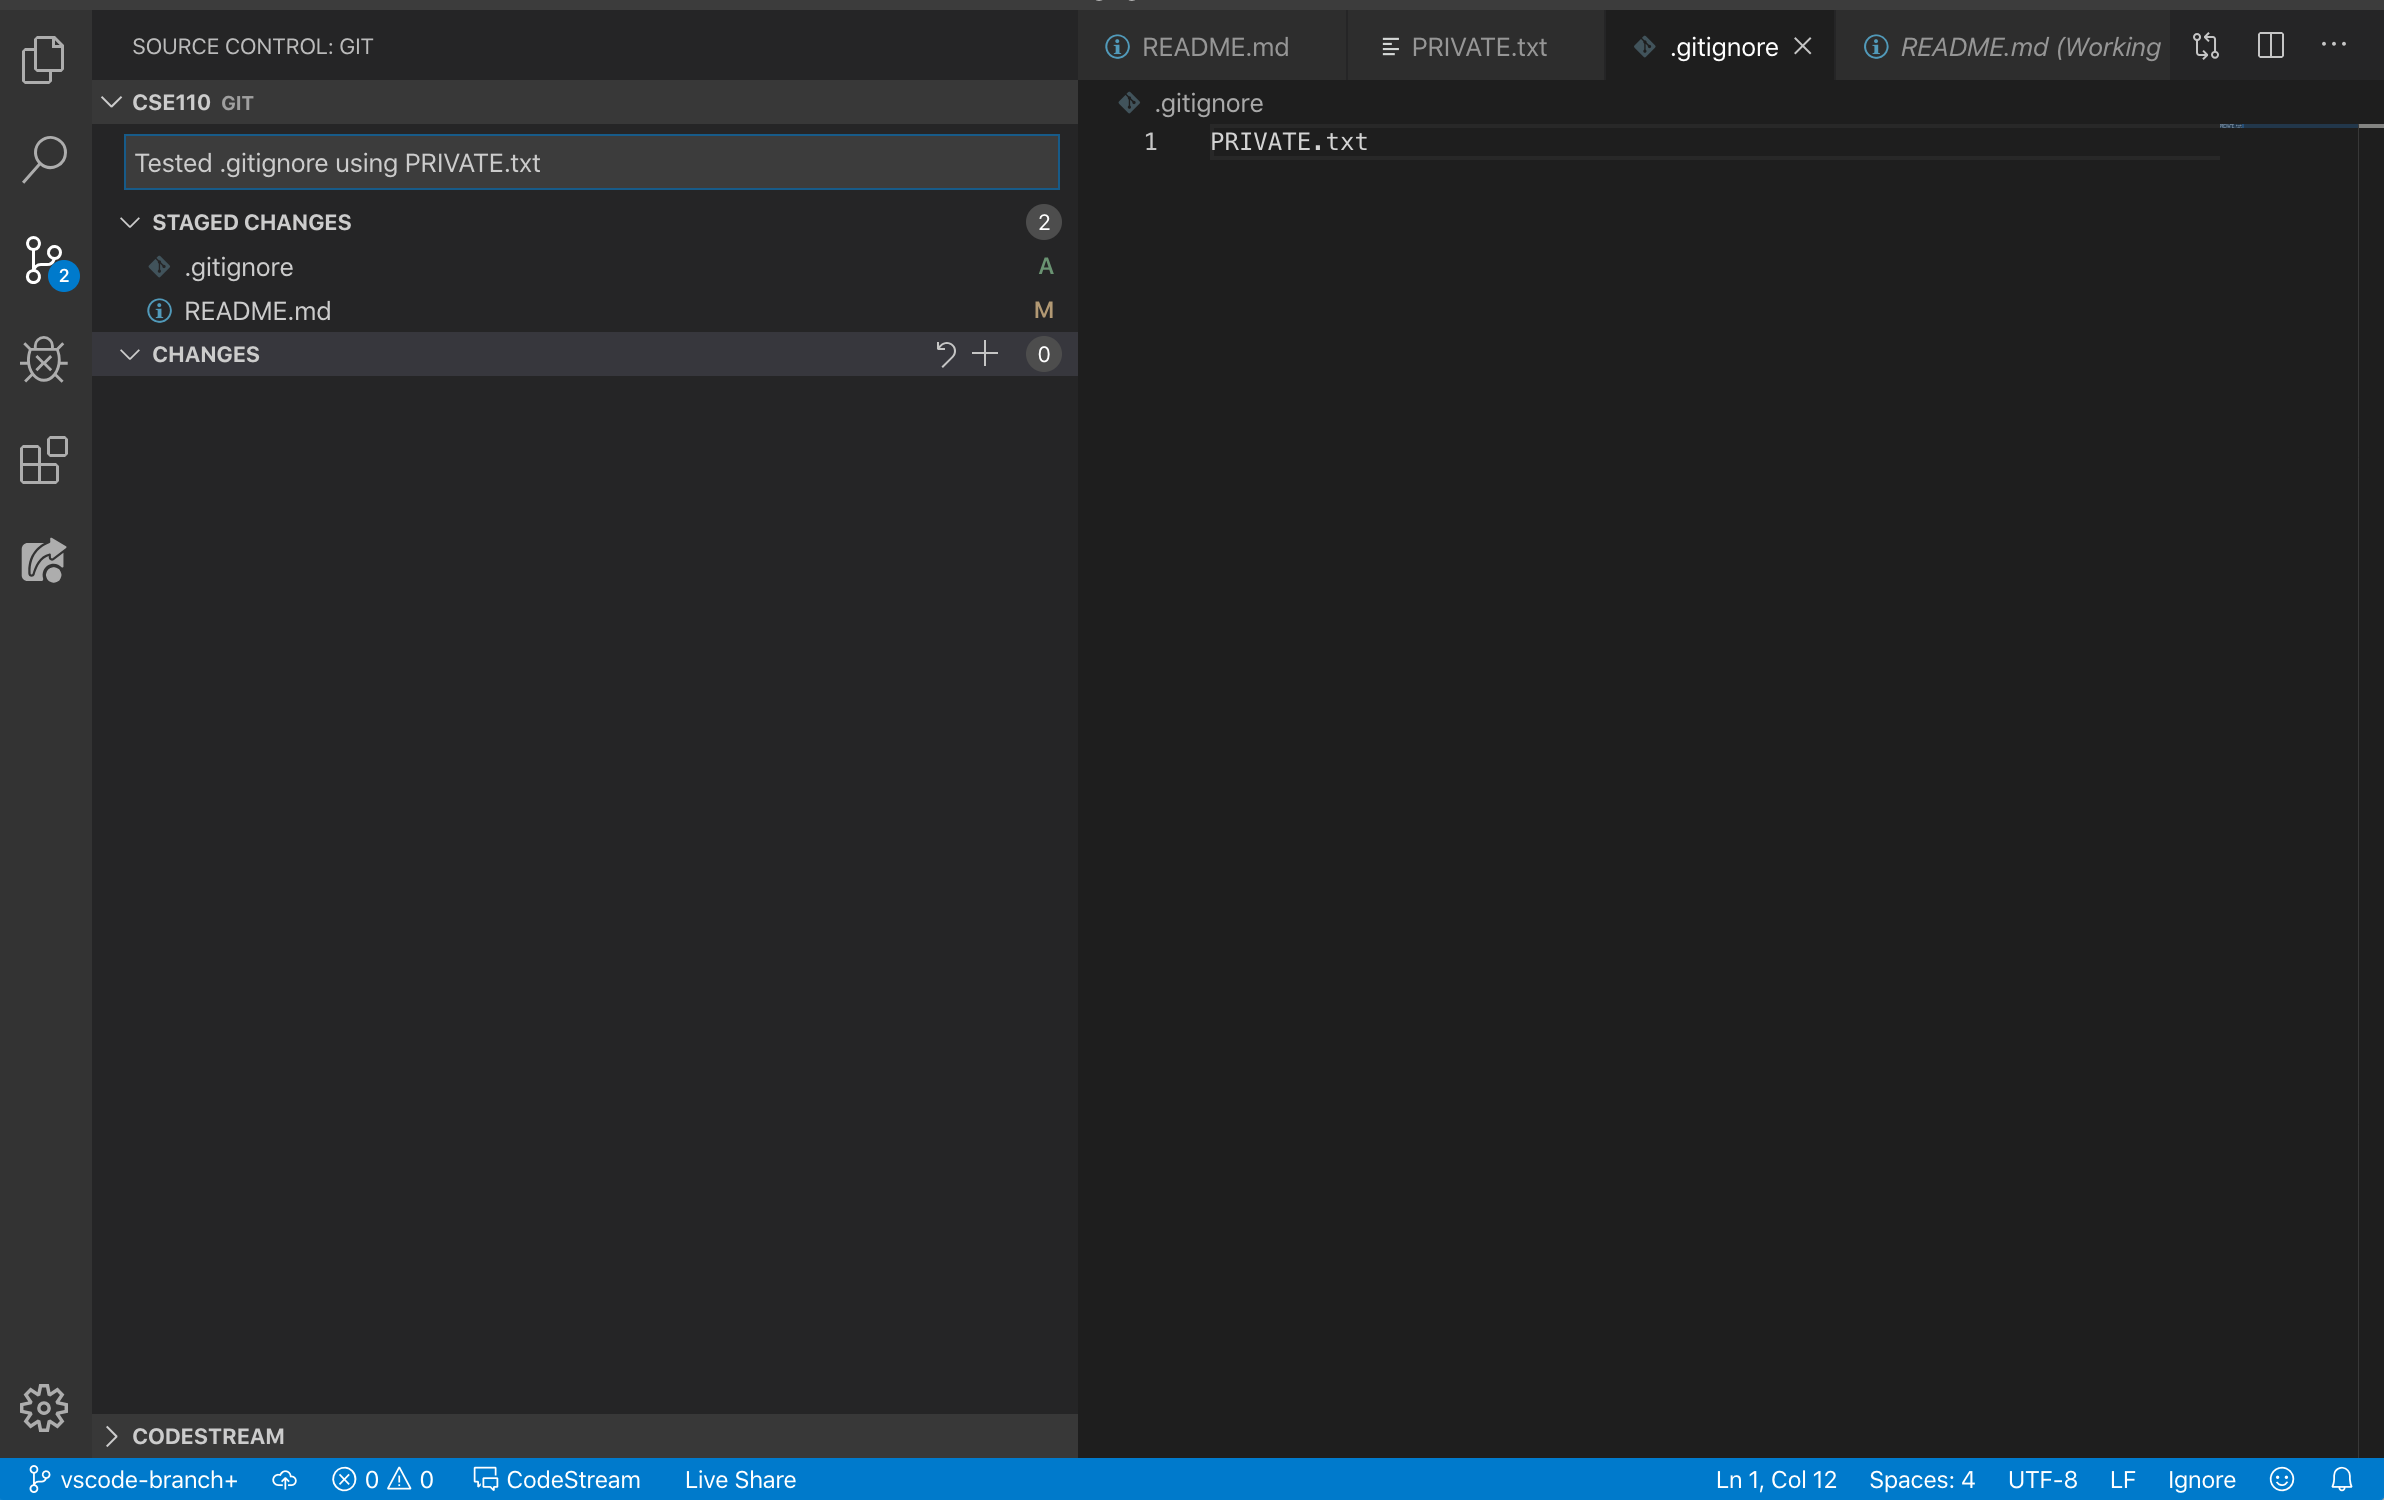 SOURCE CONTROL: GIT
CSE110 GIT
Tested .gitignore using PRIVATE.txt
STAGED CHANGES 2
.gitignore A
README.md M
CHANGES 0
CODESTREAM
2
README.md PRIVATE.txt .gitignore README.md (Working
.gitignore
1 PRIVATE.txt
vscode-branch+ 0 0 CodeStream Live Share Ln 1, Col 12 Spaces: 4 UTF-8 LF Ignore